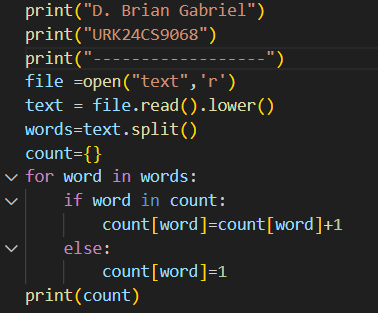 print("D. Brian Gabriel")
print("URK24CS9068")
print("------------------")
file =open("text",'r')
text = file.read().lower()
words=text.split()
count={}
for word in words:
    if word in count:
        count[word]=count[word]+1
    else:
        count[word]=1
print(count)